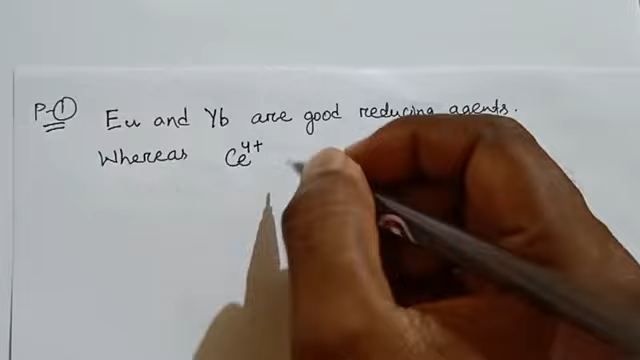 P-① Eu and Yb are good reducing agents.
Whereas Ce⁴⁺